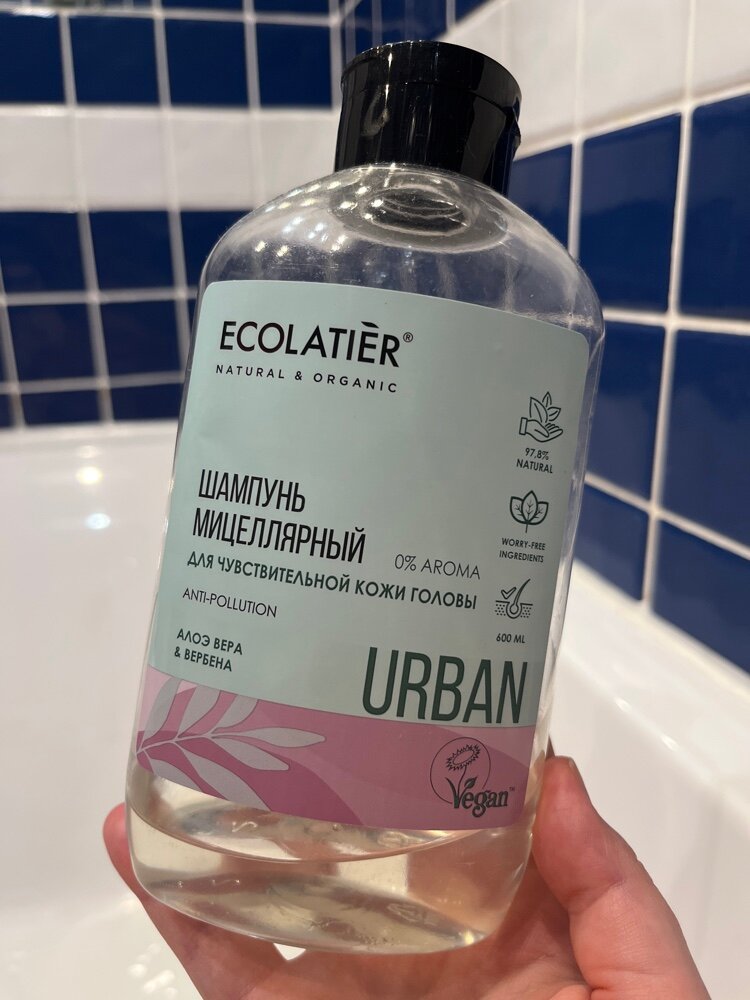 ECOLATIÈR®
NATURAL & ORGANIC
97,8%
NATURAL
WORRY-FREE
INGREDIENTS
600 ML
ШАМПУНЬ
МИЦЕЛЛЯРНЫЙ
0% AROMA
ДЛЯ ЧУВСТВИТЕЛЬНОЙ КОЖИ ГОЛОВЫ
ANTI-POLLUTION
АЛОЭ ВЕРА
& ВЕРБЕНА
URBAN
Vegan™